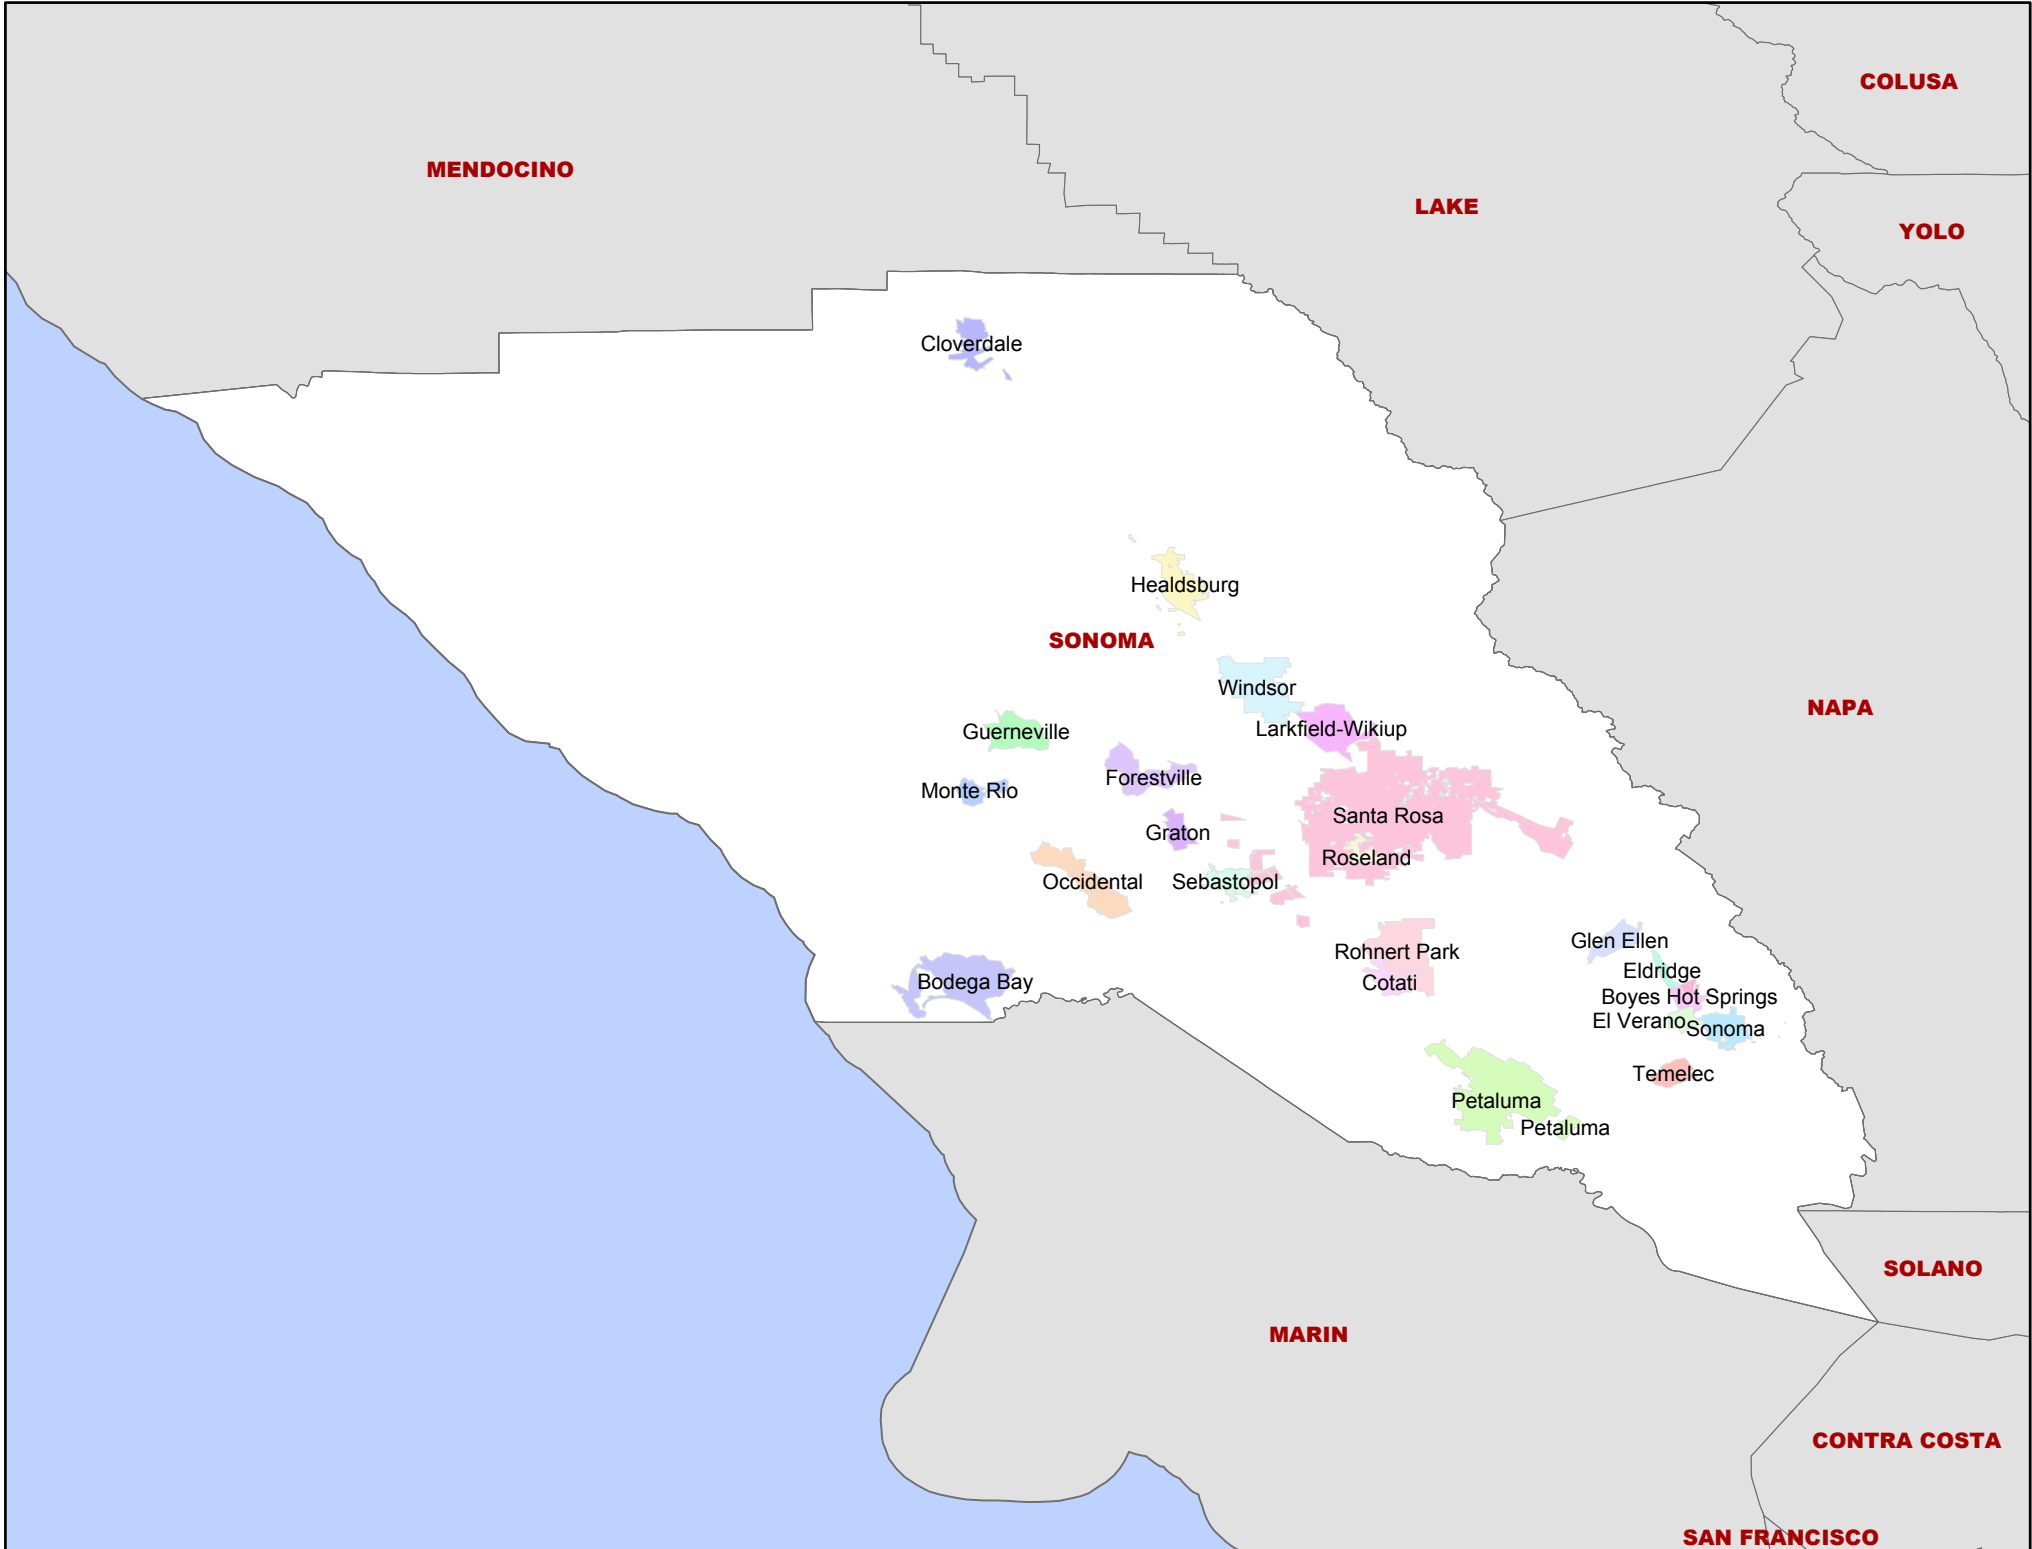 COLUSA
MENDOCINO
LAKE
YOLO
Cloverdale
Healdsburg
SONOMA
Windsor
NAPA
Larkfield-Wikiup
Guerneville
Forestville
Monte Rio
Santa Rosa
Graton
Roseland
Occidental
Sebastopol
Glen Ellen
Rohnert Park
Eldridge
Bodega Bay
Cotati
Boyes Hot Springs
El Verano
Sonoma
Temelec
Petaluma
Petaluma
SOLANO
MARIN
CONTRA COSTA
SAN FRANCISCO